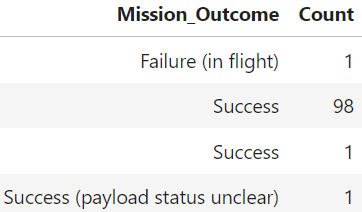 Mission_Outcome Count
Failure (in flight) 1
Success 98
Success 1
Success (payload status unclear) 1